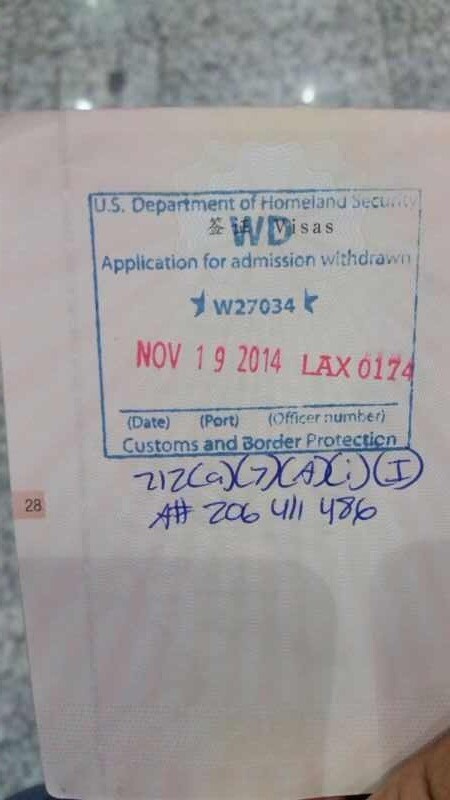 U.S. Department of Homeland Security
签证 Visas
WD
Application for admission withdrawn
W27034
NOV 19 2014 LAX 0174
(Date) (Port) (Officer number)
Customs and Border Protection
212(a)(7)(A)(i)(I)
28
A# 206 411 486